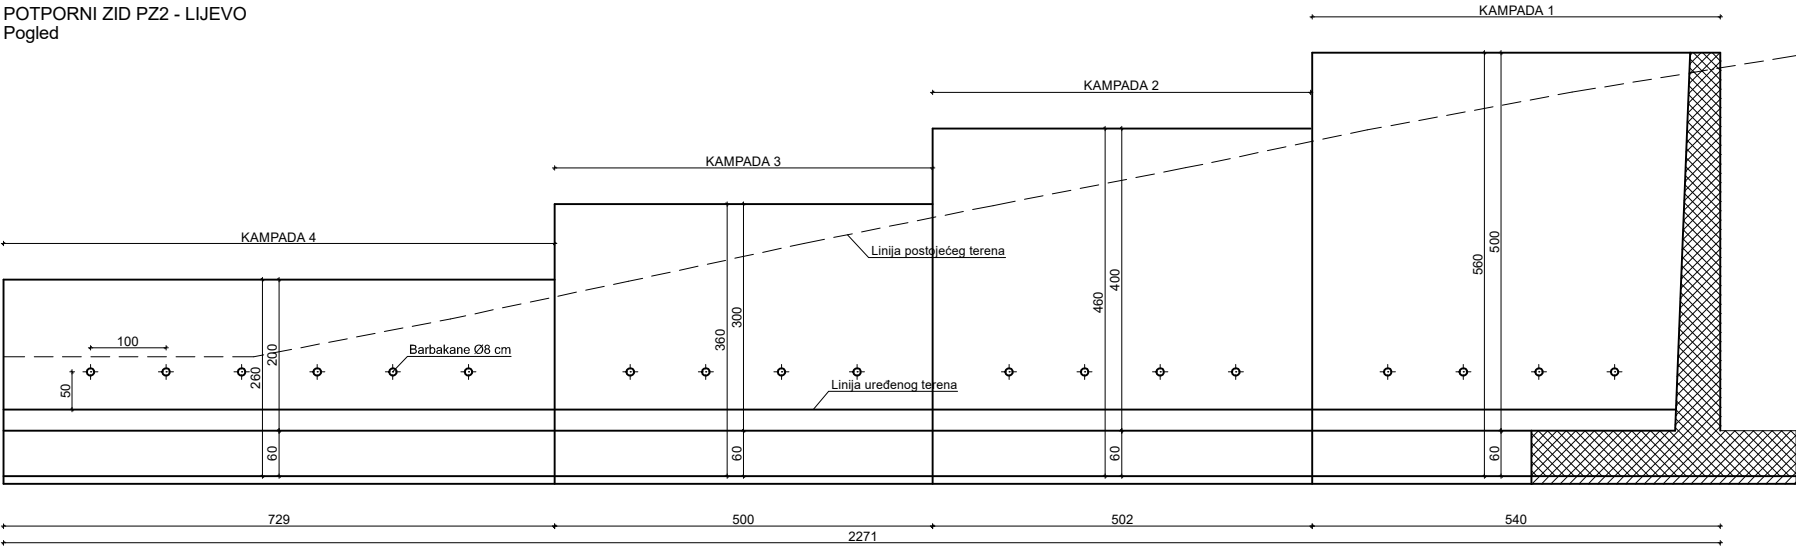 POTPORNI ZID PZ2 - LIJEVO
Pogled
KAMPADA 1
KAMPADA 2
KAMPADA 3
KAMPADA 4
Linija postojećeg terena
560
500
460
400
360
300
260
200
100
50
Barbakane Ø8 cm
Linija uređenog terena
60
60
60
60
729
500
502
540
2271